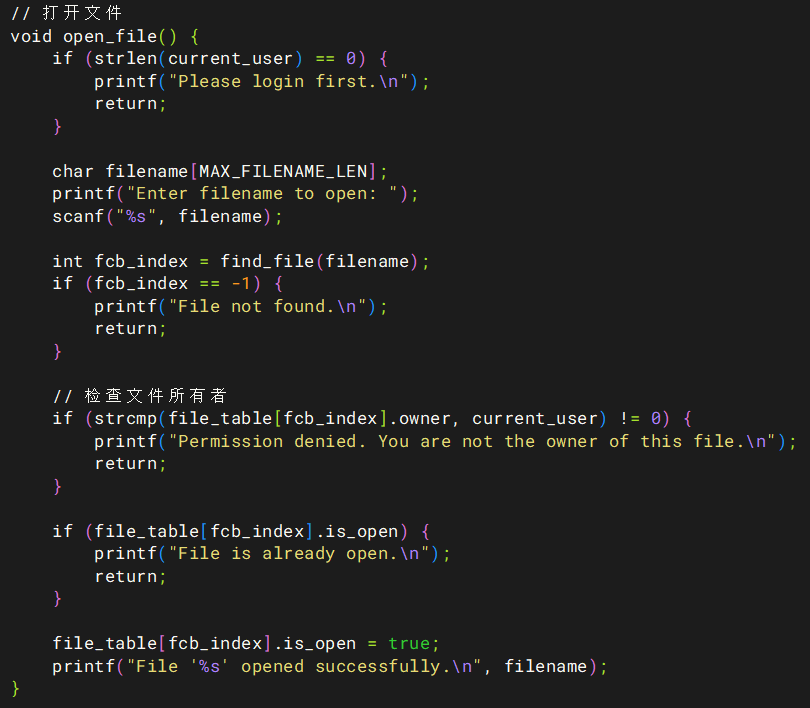 // 打开文件
void open_file() {
    if (strlen(current_user) == 0) {
        printf("Please login first.\n");
        return;
    }

    char filename[MAX_FILENAME_LEN];
    printf("Enter filename to open: ");
    scanf("%s", filename);

    int fcb_index = find_file(filename);
    if (fcb_index == -1) {
        printf("File not found.\n");
        return;
    }

    // 检查文件所有者
    if (strcmp(file_table[fcb_index].owner, current_user) != 0) {
        printf("Permission denied. You are not the owner of this file.\n");
        return;
    }

    if (file_table[fcb_index].is_open) {
        printf("File is already open.\n");
        return;
    }

    file_table[fcb_index].is_open = true;
    printf("File '%s' opened successfully.\n", filename);
}